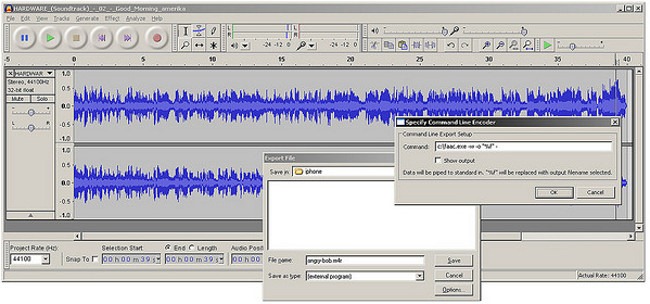 HARDWARE_(Soundtrack)_-_02_-_Good_Morning_amerika
File Edit View Tracks Generate Effect Analyze Help
L
R
-24 -12 0
L
R
-24 -12 0
-5 0 5 10 15 20 25 30 35 40
HARDWAR
Stereo, 44100Hz
32-bit float
Mute Solo
L R
1.0
0.5
0.0
-0.5
-1.0
1.0
0.5
0.0
-0.5
-1.0
Specify Command Line Encoder
Command Line Export Setup
Command:
Show output
Data will be piped to standard in. "%f" will be replaced with output filename selected.
OK Cancel
Export File
Save in: iphone
File name: angry-bob.m4r Save
Save as type: (external program) Cancel
Options...
Project Rate (Hz): Selection Start End Length Audio Posit
44100 Snap To 00 h 00 m 39 s 00 h 00 m 39 s 00 h 0
Actual Rate: 44100